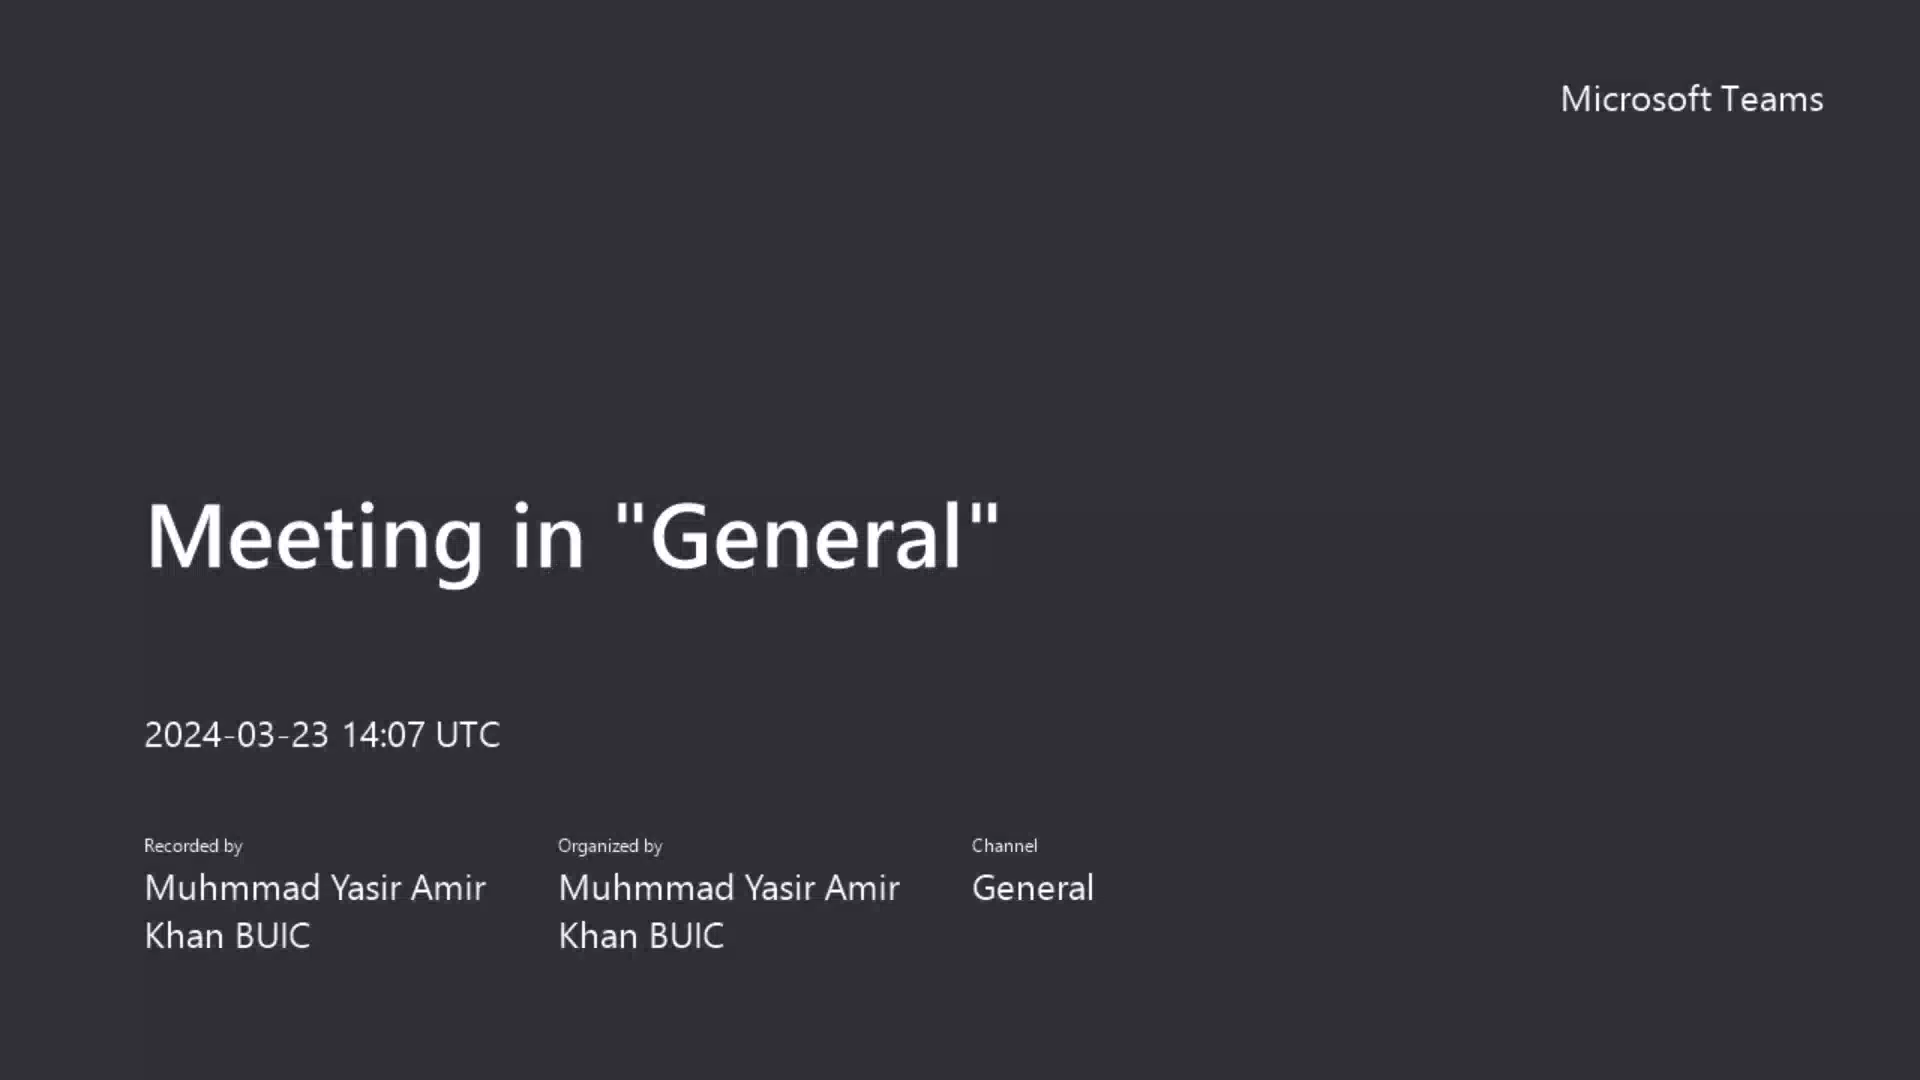 Microsoft Teams
Meeting in "General"
2024-03-23 14:07 UTC
Recorded by
Muhmmad Yasir Amir
Khan BUIC
Organized by
Muhmmad Yasir Amir
Khan BUIC
Channel
General